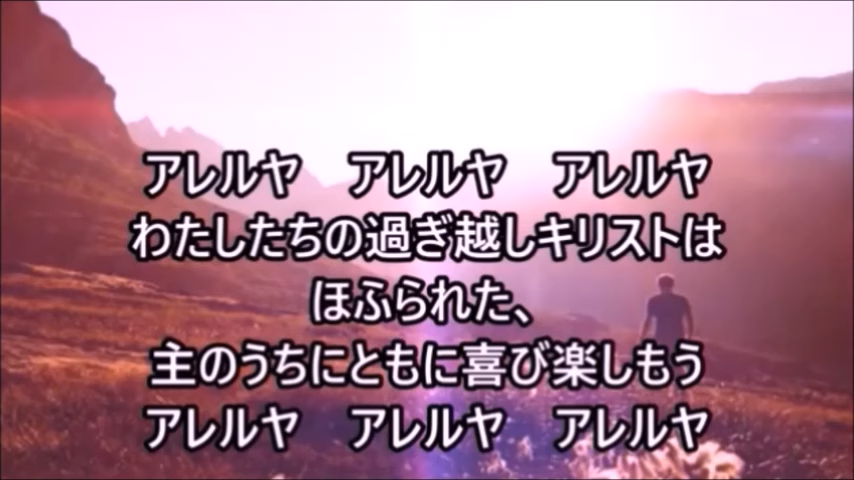 アレルヤ　アレルヤ　アレルヤ
わたしたちの過ぎ越しキリストは
ほふられた、
主のうちにともに喜び楽しもう
アレルヤ　アレルヤ　アレルヤ